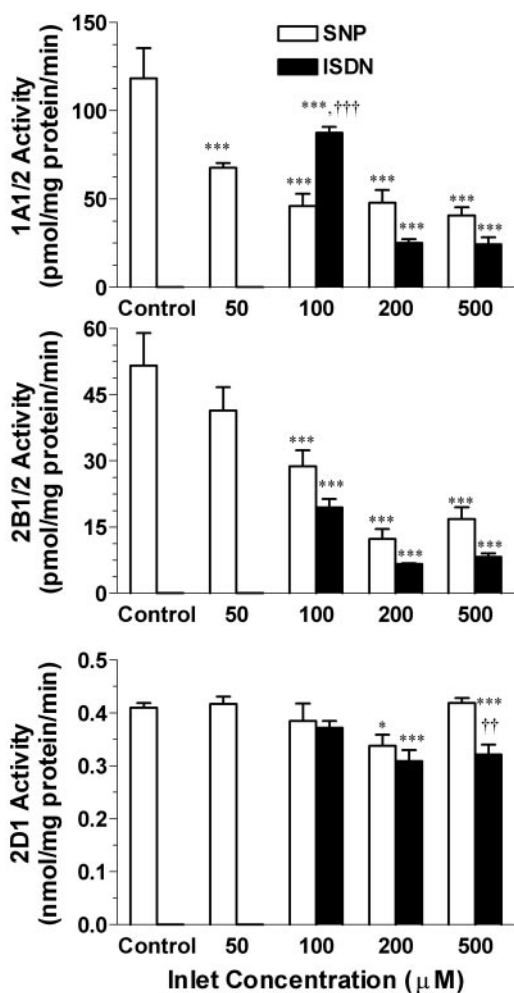 1A1/2 Activity
(pmol/mg protein/min)
150
100
50
0
SNP
ISDN
***
***
***,†††
***
***
***
***
Control 50 100 200 500
2B1/2 Activity
(pmol/mg protein/min)
60
45
30
15
0
***
***
***
***
***
***
Control 50 100 200 500
2D1 Activity
(nmol/mg protein/min)
0.5
0.4
0.3
0.2
0.1
0.0
*
***
***
††
Control 50 100 200 500
Inlet Concentration (μM)